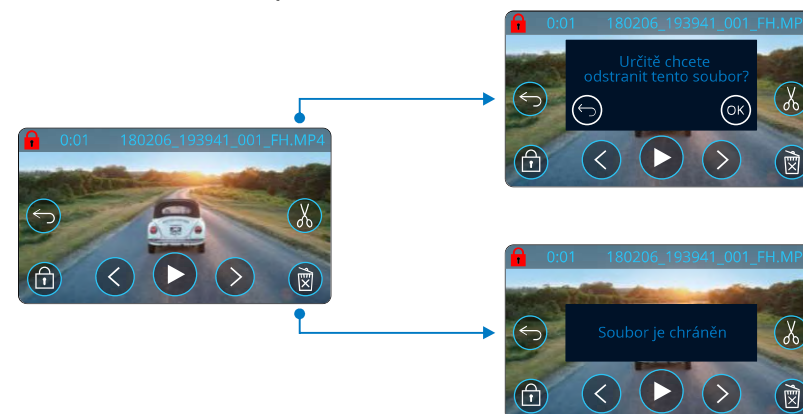 0:01 180206_193941_001_FH.MP4
0:01 180206_193941_001_FH.MP
Určitě chcete
odstranit tento soubor?
OK
0:01 180206_193941_001_FH.MP
Soubor je chráněn